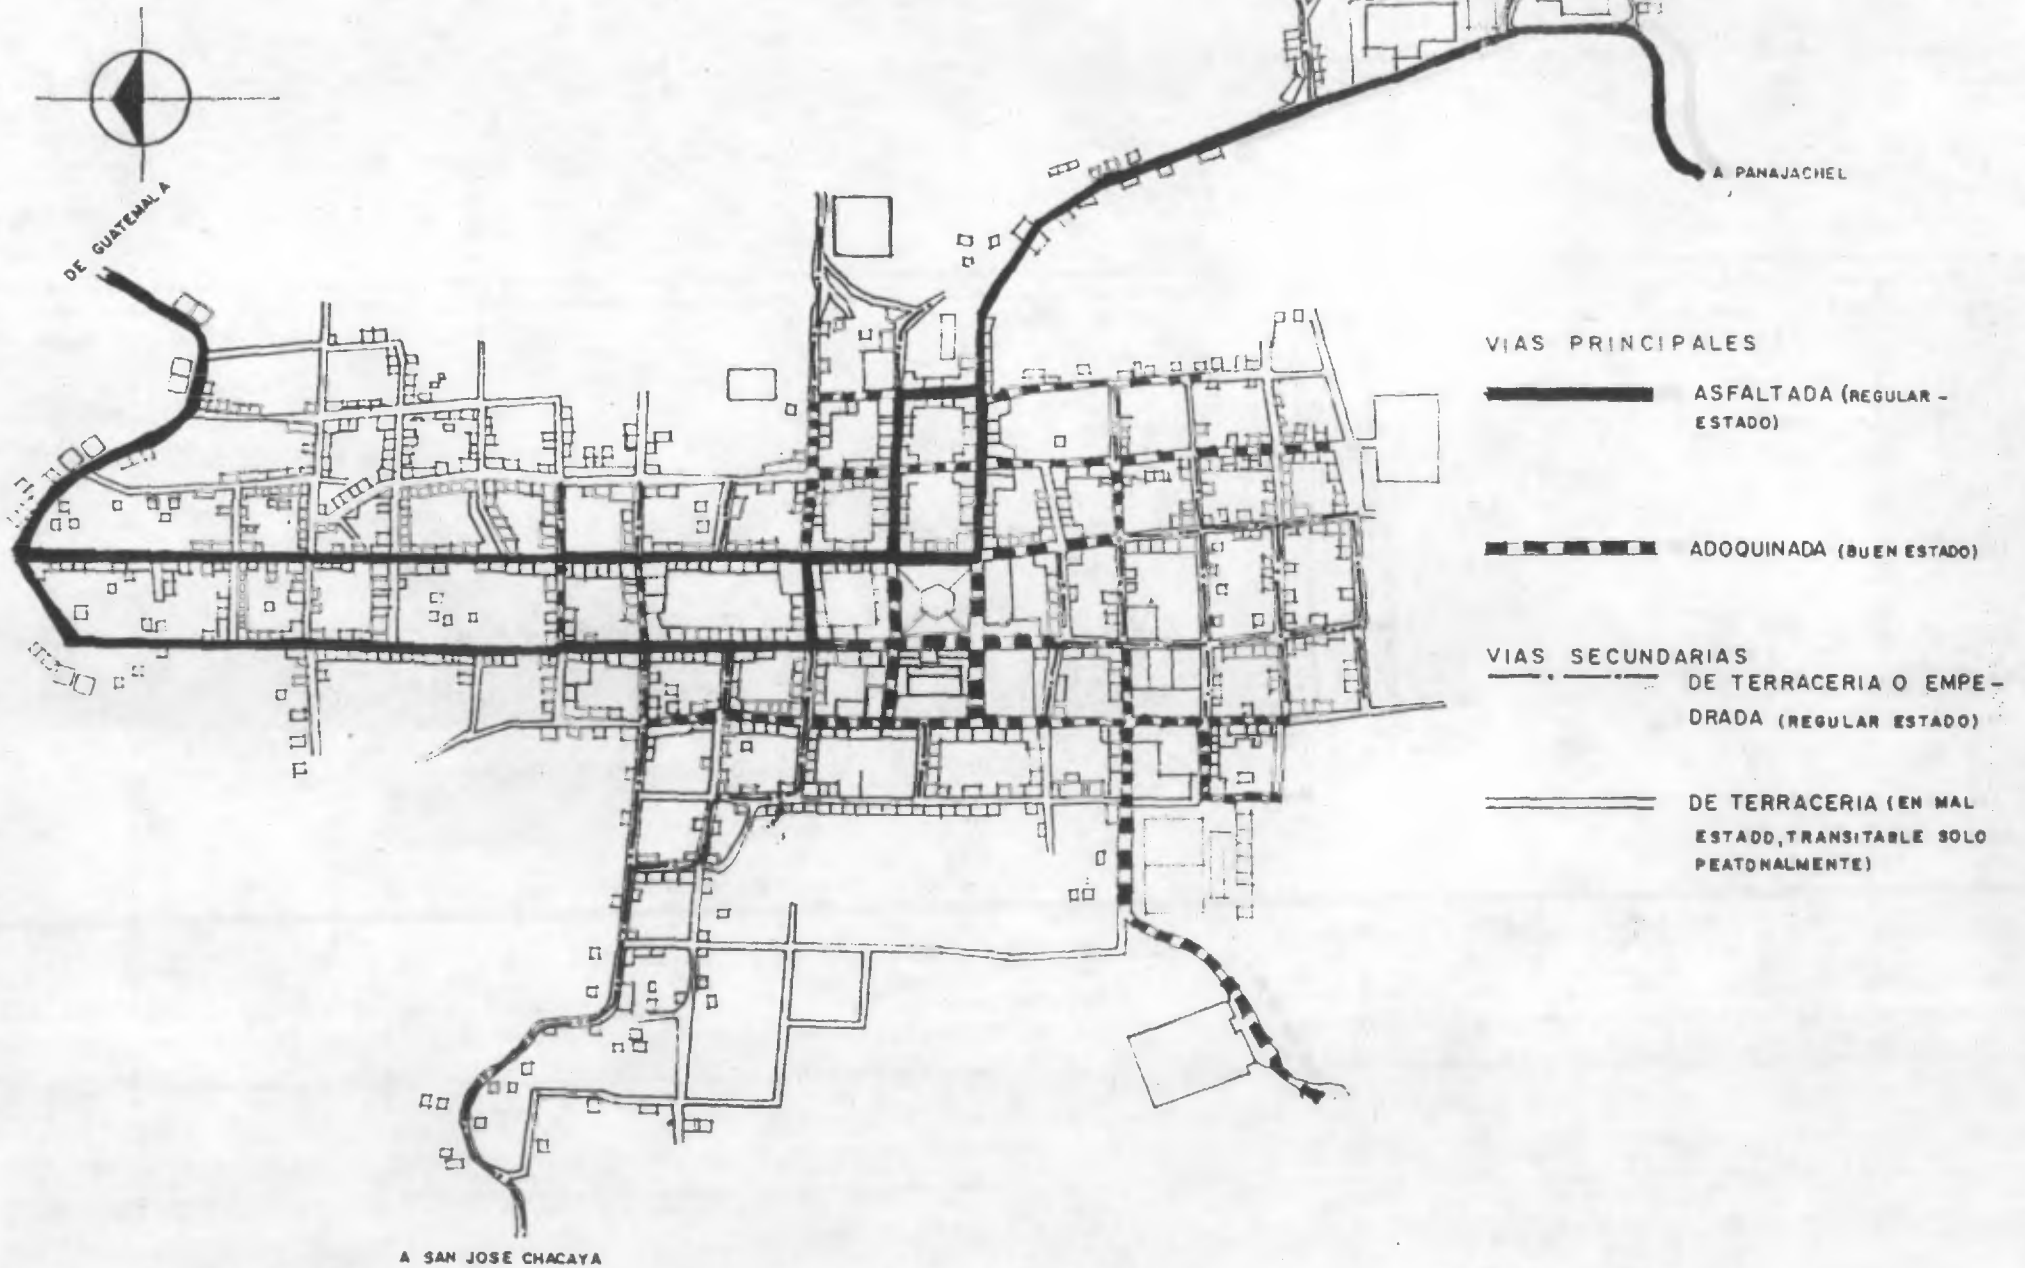 DE GUATEMALA
A PANAJACHEL
VIAS PRINCIPALES
ASFALTADA (REGULAR -
ESTADO)
ADOQUINADA (BUEN ESTADO)
VIAS SECUNDARIAS
DE TERRACERIA O EMPE-
DRADA (REGULAR ESTADO)
DE TERRACERIA (EN MAL
ESTADO, TRANSITABLE SOLO
PEATONALMENTE)
A SAN JOSE CHACAYA